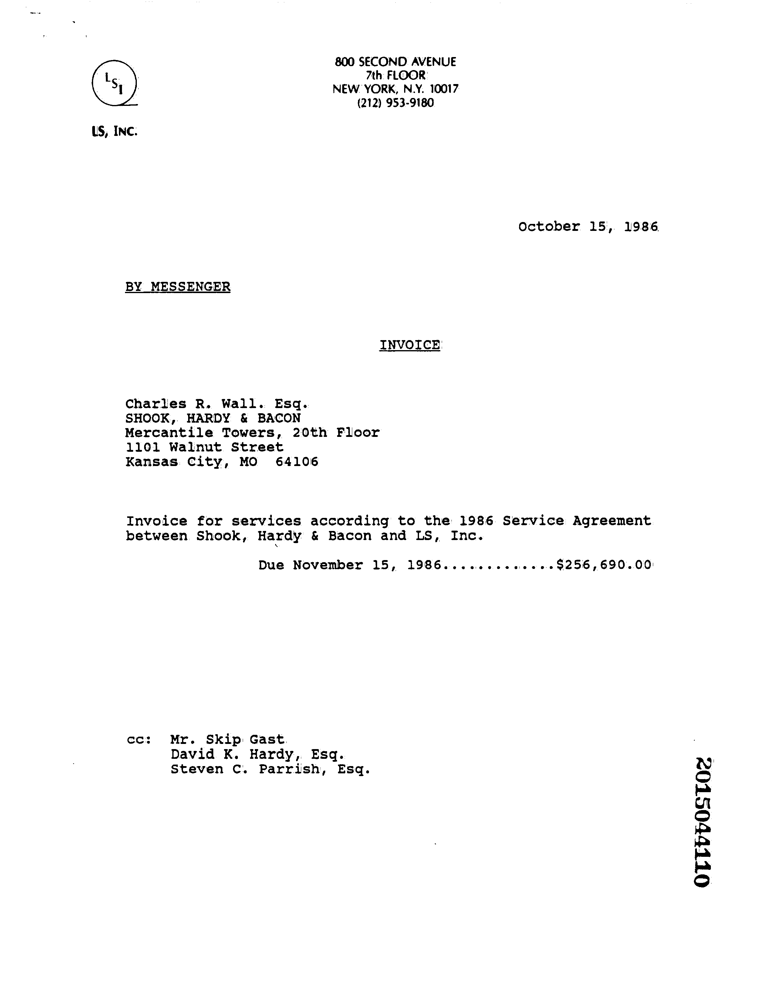 800 SECOND AVENUE
7th FLOOR
NEW YORK, N.Y. 10017
(212) 953-9180
LSI
LS, INC.
October 15, 1986
BY MESSENGER
INVOICE
Charles R. Wall. Esq.
SHOOK, HARDY & BACON
Mercantile Towers, 20th Floor
1101 Walnut Street
Kansas City, MO 64106
Invoice for services according to the 1986 Service Agreement
between Shook, Hardy & Bacon and LS, Inc.
Due November 15, 1986.............$256,690.00
cc: Mr. Skip Gast
David K. Hardy, Esq.
Steven C. Parrish, Esq.
2015044110